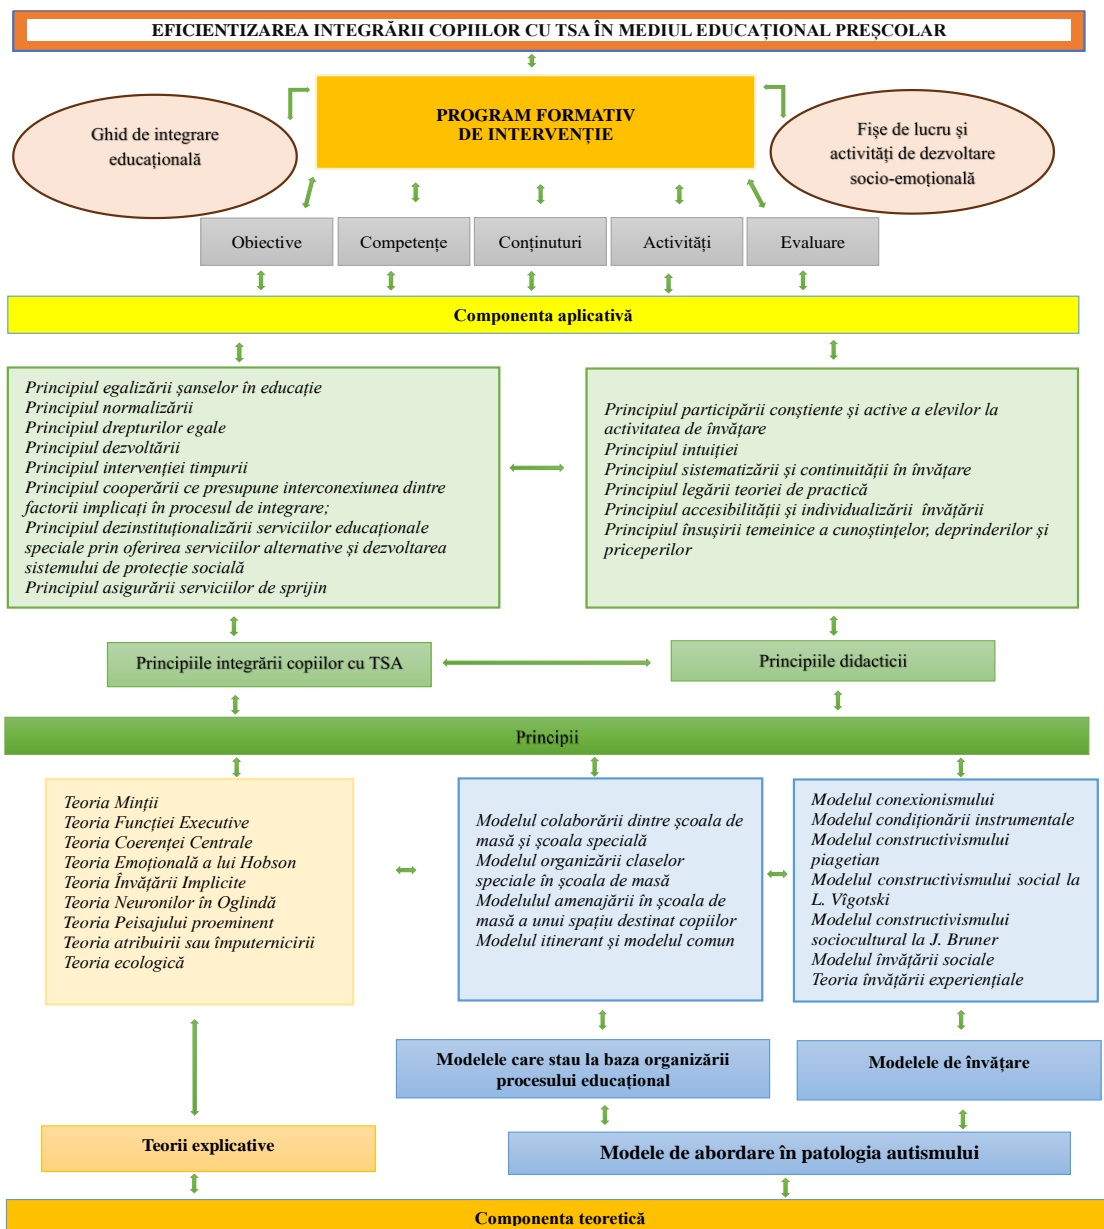 EFICIENTIZAREA INTEGRĂRII COPIILOR CU TSA ÎN MEDIUL EDUCAȚIONAL PREȘCOLAR
PROGRAM FORMATIV
DE INTERVENȚIE
Ghid de integrare
educațională
Fișe de lucru și
activități de dezvoltare
socio-emoțională
Obiective
Competențe
Conținuturi
Activități
Evaluare
Componenta aplicativă
Principiul egalizării șanselor în educație
Principiul normalizării
Principiul drepturilor egale
Principiul dezvoltării
Principiul intervenției timpurii
Principiul cooperării ce presupune interconexiunea dintre
factorii implicați în procesul de integrare;
Principiul dezinstituționalizării serviciilor educaționale
speciale prin oferirea serviciilor alternative și dezvoltarea
sistemului de protecție socială
Principiul asigurării serviciilor de sprijin
Principiul participării conștiente și active a elevilor la
activitatea de învățare
Principiul intuiției
Principiul sistematizării și continuității în învățare
Principiul legării teoriei de practică
Principiul accesibilității și individualizării învățării
Principiul însușirii temeinice a cunoștințelor, deprinderilor și
priceperilor
Principiile integrării copiilor cu TSA
Principiile didacticii
Principii
Teoria Minții
Teoria Funcției Executive
Teoria Coerenței Centrale
Teoria Emoțională a lui Hobson
Teoria Învățării Implicite
Teoria Neuronilor în Oglindă
Teoria Peisajului proeminent
Teoria atribuirii sau împuternicirii
Teoria ecologică
Modelul colaborării dintre școala de
masă și școala specială
Modelul organizării claselor
speciale în școala de masă
Modelulul amenajării în școala de
masă a unui spațiu destinat copiilor
Modelul itinerant și modelul comun
Modelul conexionismului
Modelul condiționării instrumentale
Modelul constructivismului
piagetian
Modelul constructivismului social la
L. Vîgotski
Modelul constructivismului
sociocultural la J. Bruner
Modelul învățării sociale
Teoria învățării experiențiale
Modelele care stau la baza organizării
procesului educațional
Modelele de învățare
Teorii explicative
Modele de abordare în patologia autismului
Componenta teoretică